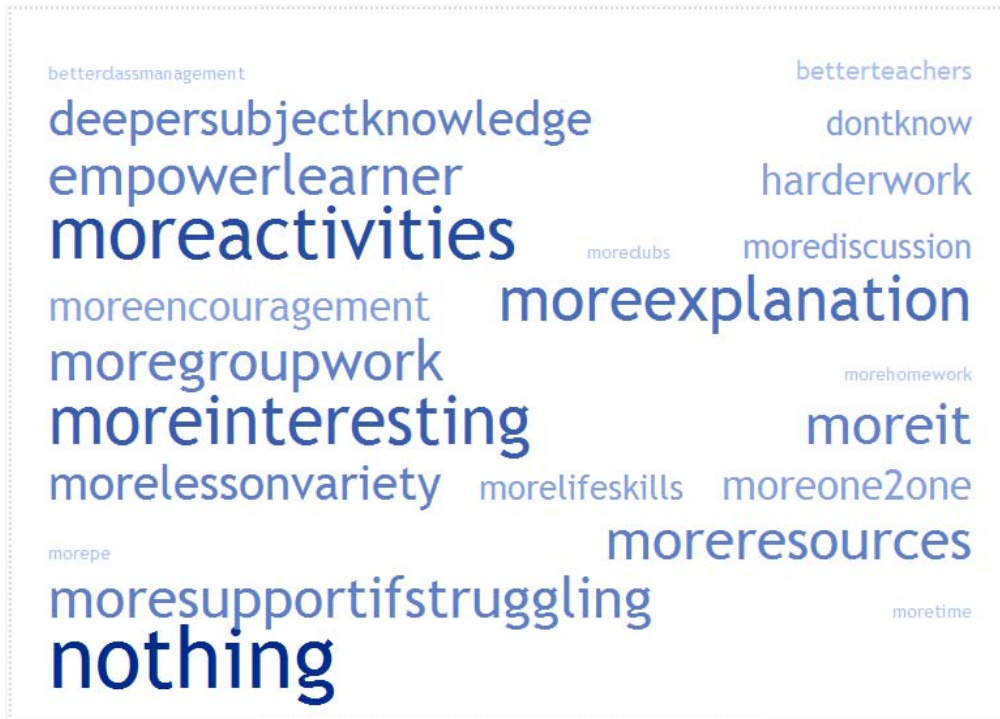 betterclassmanagement betterteachers
deepersubjectknowledge dontknow
empowerlearner harderwork
moreactivities moreclubs morediscussion
moreencouragement moreexplanation
moregroupwork morehomework
moreinteresting moreit
morelessonvariety morelifeskills moreone2one
morepe moreresources
moresupportifstruggling moretime
nothing